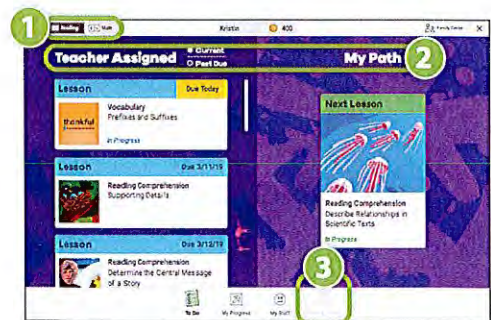 1
Reading Math
Kristin
400
Family Center
×
Teacher Assigned
Current
Past Due
My Path
2
Lesson
Due Today
thankful
Vocabulary
Prefixes and Suffixes
In Progress
Lesson
Due 3/11/19
Reading Comprehension
Supporting Details
Lesson
Due 3/12/19
Reading Comprehension
Determine the Central Message
of a Story
Next Lesson
Reading Comprehension
Describe Relationships in
Scientific Texts
In Progress
3
To Do
My Progress
My Stuff